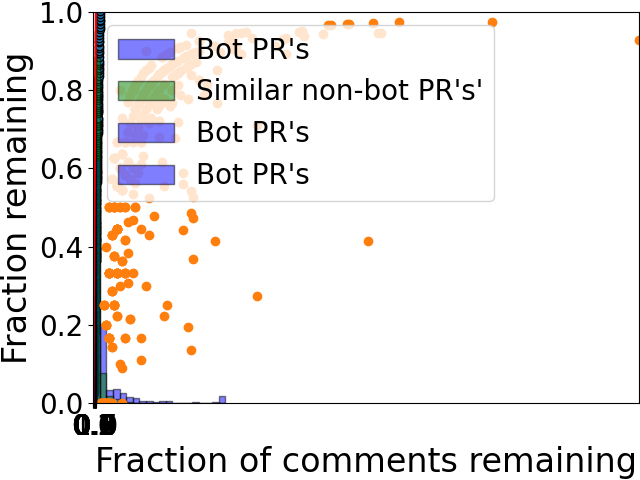 1.0
0.8
0.6
0.4
0.2
0.0
Fraction remaining
Bot PR's
Similar non-bot PR's'
Bot PR's
Bot PR's
Fraction of comments remaining